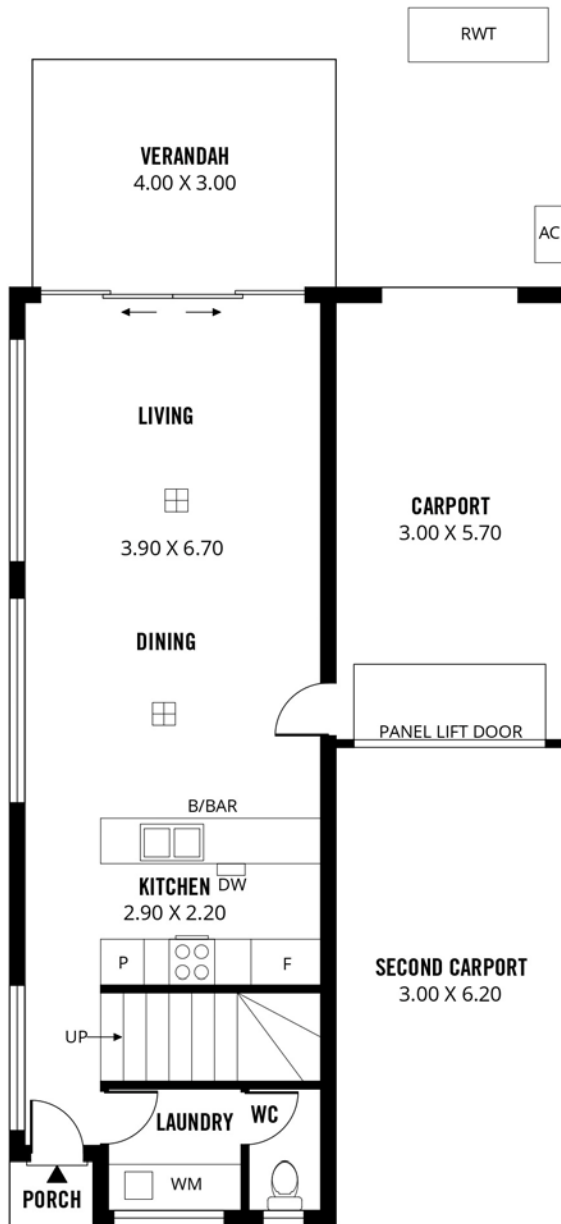 RWT
VERANDAH
4.00 X 3.00
AC
LIVING
CARPORT
3.00 X 5.70
3.90 X 6.70
DINING
PANEL LIFT DOOR
B/BAR
KITCHEN
DW
2.90 X 2.20
P
F
SECOND CARPORT
3.00 X 6.20
UP
LAUNDRY
WC
WM
PORCH